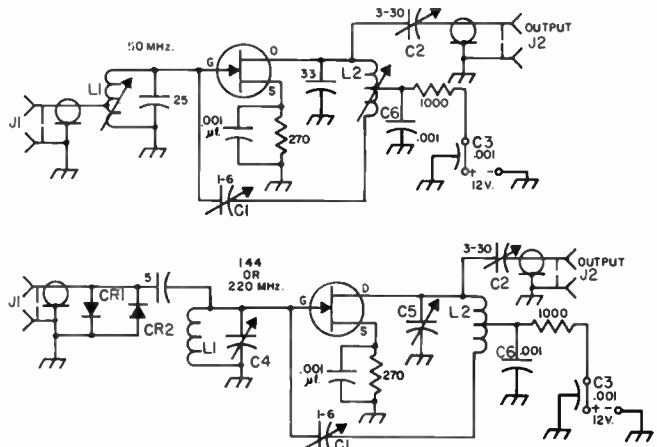 3-30
C2
OUTPUT
J2
50 MHz.
G
D
S
L1
25
33
L2
1000
J1
.001
µf.
270
C6
.001
C3
.001
+ -
12V.
1-6
C1
144
OR
220 MHz.
3-30
C2
OUTPUT
J2
J1
CR1
CR2
5
L1
C4
G
D
S
C5
L2
1000
.001
µf.
270
C6
.001
C3
.001
+ -
12V.
1-6
C1